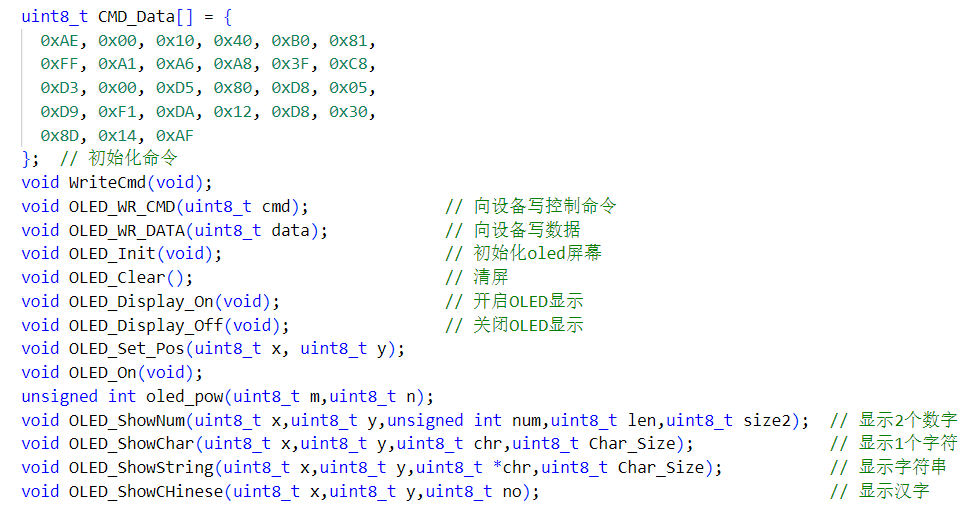 uint8_t CMD_Data[] = {
0xAE, 0x00, 0x10, 0x40, 0xB0, 0x81,
0xFF, 0xA1, 0xA6, 0xA8, 0x3F, 0xC8,
0xD3, 0x00, 0xD5, 0x80, 0xD8, 0x05,
0xD9, 0xF1, 0xDA, 0x12, 0xD8, 0x30,
0x8D, 0x14, 0xAF
};  // 初始化命令
void WriteCmd(void);
void OLED_WR_CMD(uint8_t cmd);              // 向设备写控制命令
void OLED_WR_DATA(uint8_t data);            // 向设备写数据
void OLED_Init(void);                       // 初始化oled屏幕
void OLED_Clear();                          // 清屏
void OLED_Display_On(void);                 // 开启OLED显示
void OLED_Display_Off(void);                // 关闭OLED显示
void OLED_Set_Pos(uint8_t x, uint8_t y);
void OLED_On(void);
unsigned int oled_pow(uint8_t m,uint8_t n);
void OLED_ShowNum(uint8_t x,uint8_t y,unsigned int num,uint8_t len,uint8_t size2);  // 显示2个数字
void OLED_ShowChar(uint8_t x,uint8_t y,uint8_t chr,uint8_t Char_Size);              // 显示1个字符
void OLED_ShowString(uint8_t x,uint8_t y,uint8_t *chr,uint8_t Char_Size);           // 显示字符串
void OLED_ShowCHinese(uint8_t x,uint8_t y,uint8_t no);                              // 显示汉字